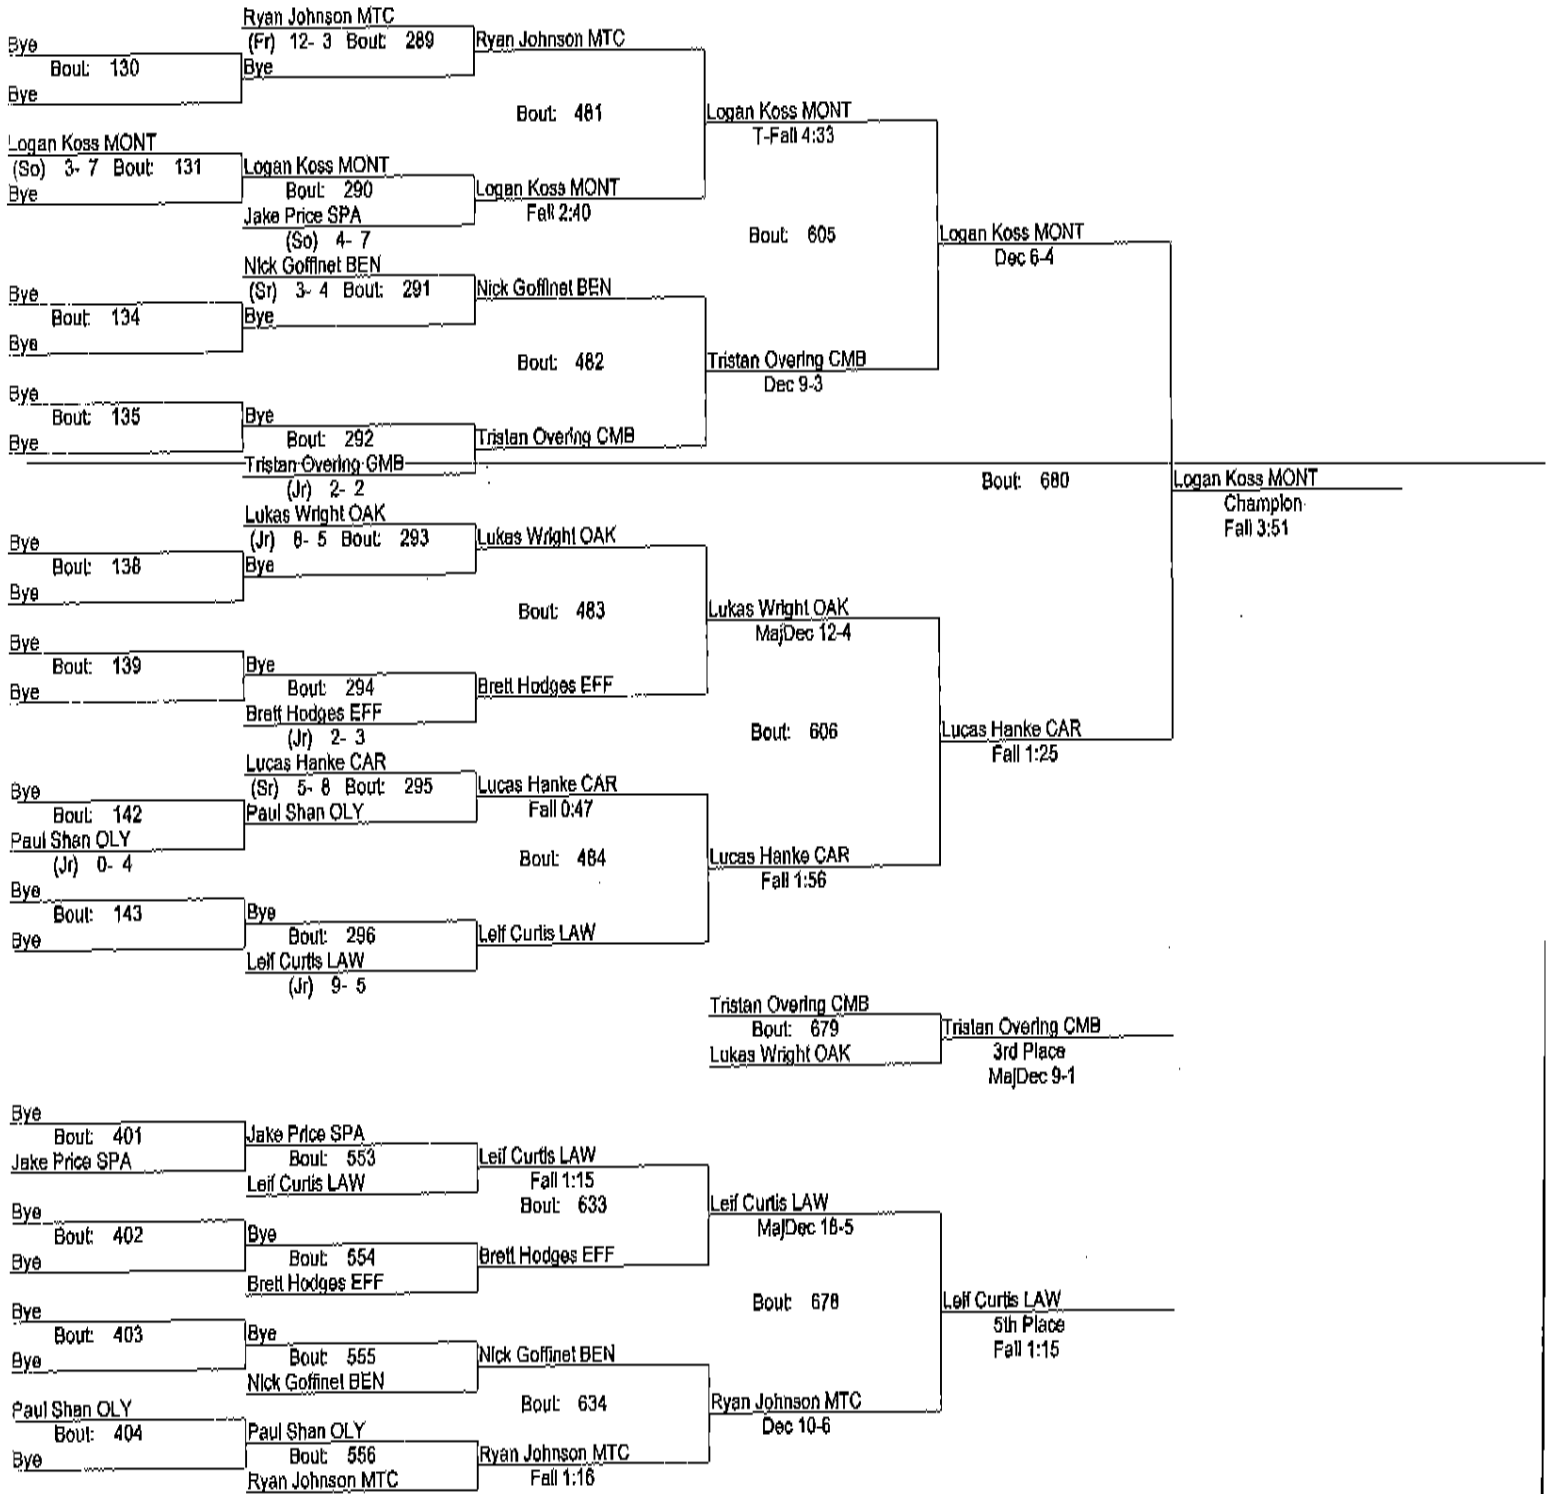 Ryan Johnson MTC
Bye
(Fr) 12- 3 Bout: 289
Ryan Johnson MTC
Bout: 130
Bye
Bye
Bout: 481
Logan Koss MONT
T-Fall 4:33
Logan Koss MONT
(So) 3- 7 Bout: 131
Logan Koss MONT
Bye
Bout: 290
Logan Koss MONT
Jake Price SPA
Fall 2:40
(So) 4- 7
Bout: 605
Logan Koss MONT
Dec 6-4
Nick Goffinet BEN
Bye
(Sr) 3- 4 Bout: 291
Nick Goffinet BEN
Bout: 134
Bye
Bye
Bout: 482
Tristan Overing CMB
Dec 9-3
Bye
Bout: 135
Bye
Bye
Bout: 292
Tristan Overing CMB
Tristan Overing CMB
(Jr) 2- 2
Bout: 680
Logan Koss MONT
Champion
Fall 3:51
Lukas Wright OAK
Bye
(Jr) 6- 5 Bout: 293
Lukas Wright OAK
Bout: 138
Bye
Bye
Bout: 483
Lukas Wright OAK
MajDec 12-4
Bye
Bout: 139
Bye
Bye
Bout: 294
Brett Hodges EFF
Brett Hodges EFF
(Jr) 2- 3
Bout: 606
Lucas Hanke CAR
Fall 1:25
Lucas Hanke CAR
Bye
(Sr) 5- 8 Bout: 295
Lucas Hanke CAR
Bout: 142
Paul Shan OLY
Fall 0:47
Paul Shan OLY
(Jr) 0- 4
Bout: 484
Lucas Hanke CAR
Fall 1:56
Bye
Bout: 143
Bye
Bye
Bout: 296
Leif Curtis LAW
Leif Curtis LAW
(Jr) 9- 5
Tristan Overing CMB
Bout: 679
Tristan Overing CMB
Lukas Wright OAK
3rd Place
MajDec 9-1
Bye
Bout: 401
Jake Price SPA
Jake Price SPA
Bout: 553
Leif Curtis LAW
Leif Curtis LAW
Fall 1:15
Bout: 633
Leif Curtis LAW
MajDec 18-5
Bye
Bout: 402
Bye
Bye
Bout: 554
Brett Hodges EFF
Brett Hodges EFF
Bout: 678
Leif Curtis LAW
5th Place
Fall 1:15
Bye
Bout: 403
Bye
Bye
Bout: 555
Nick Goffinet BEN
Nick Goffinet BEN
Bout: 634
Ryan Johnson MTC
Dec 10-6
Paul Shan OLY
Bout: 404
Paul Shan OLY
Bye
Bout: 556
Ryan Johnson MTC
Ryan Johnson MTC
Fall 1:16